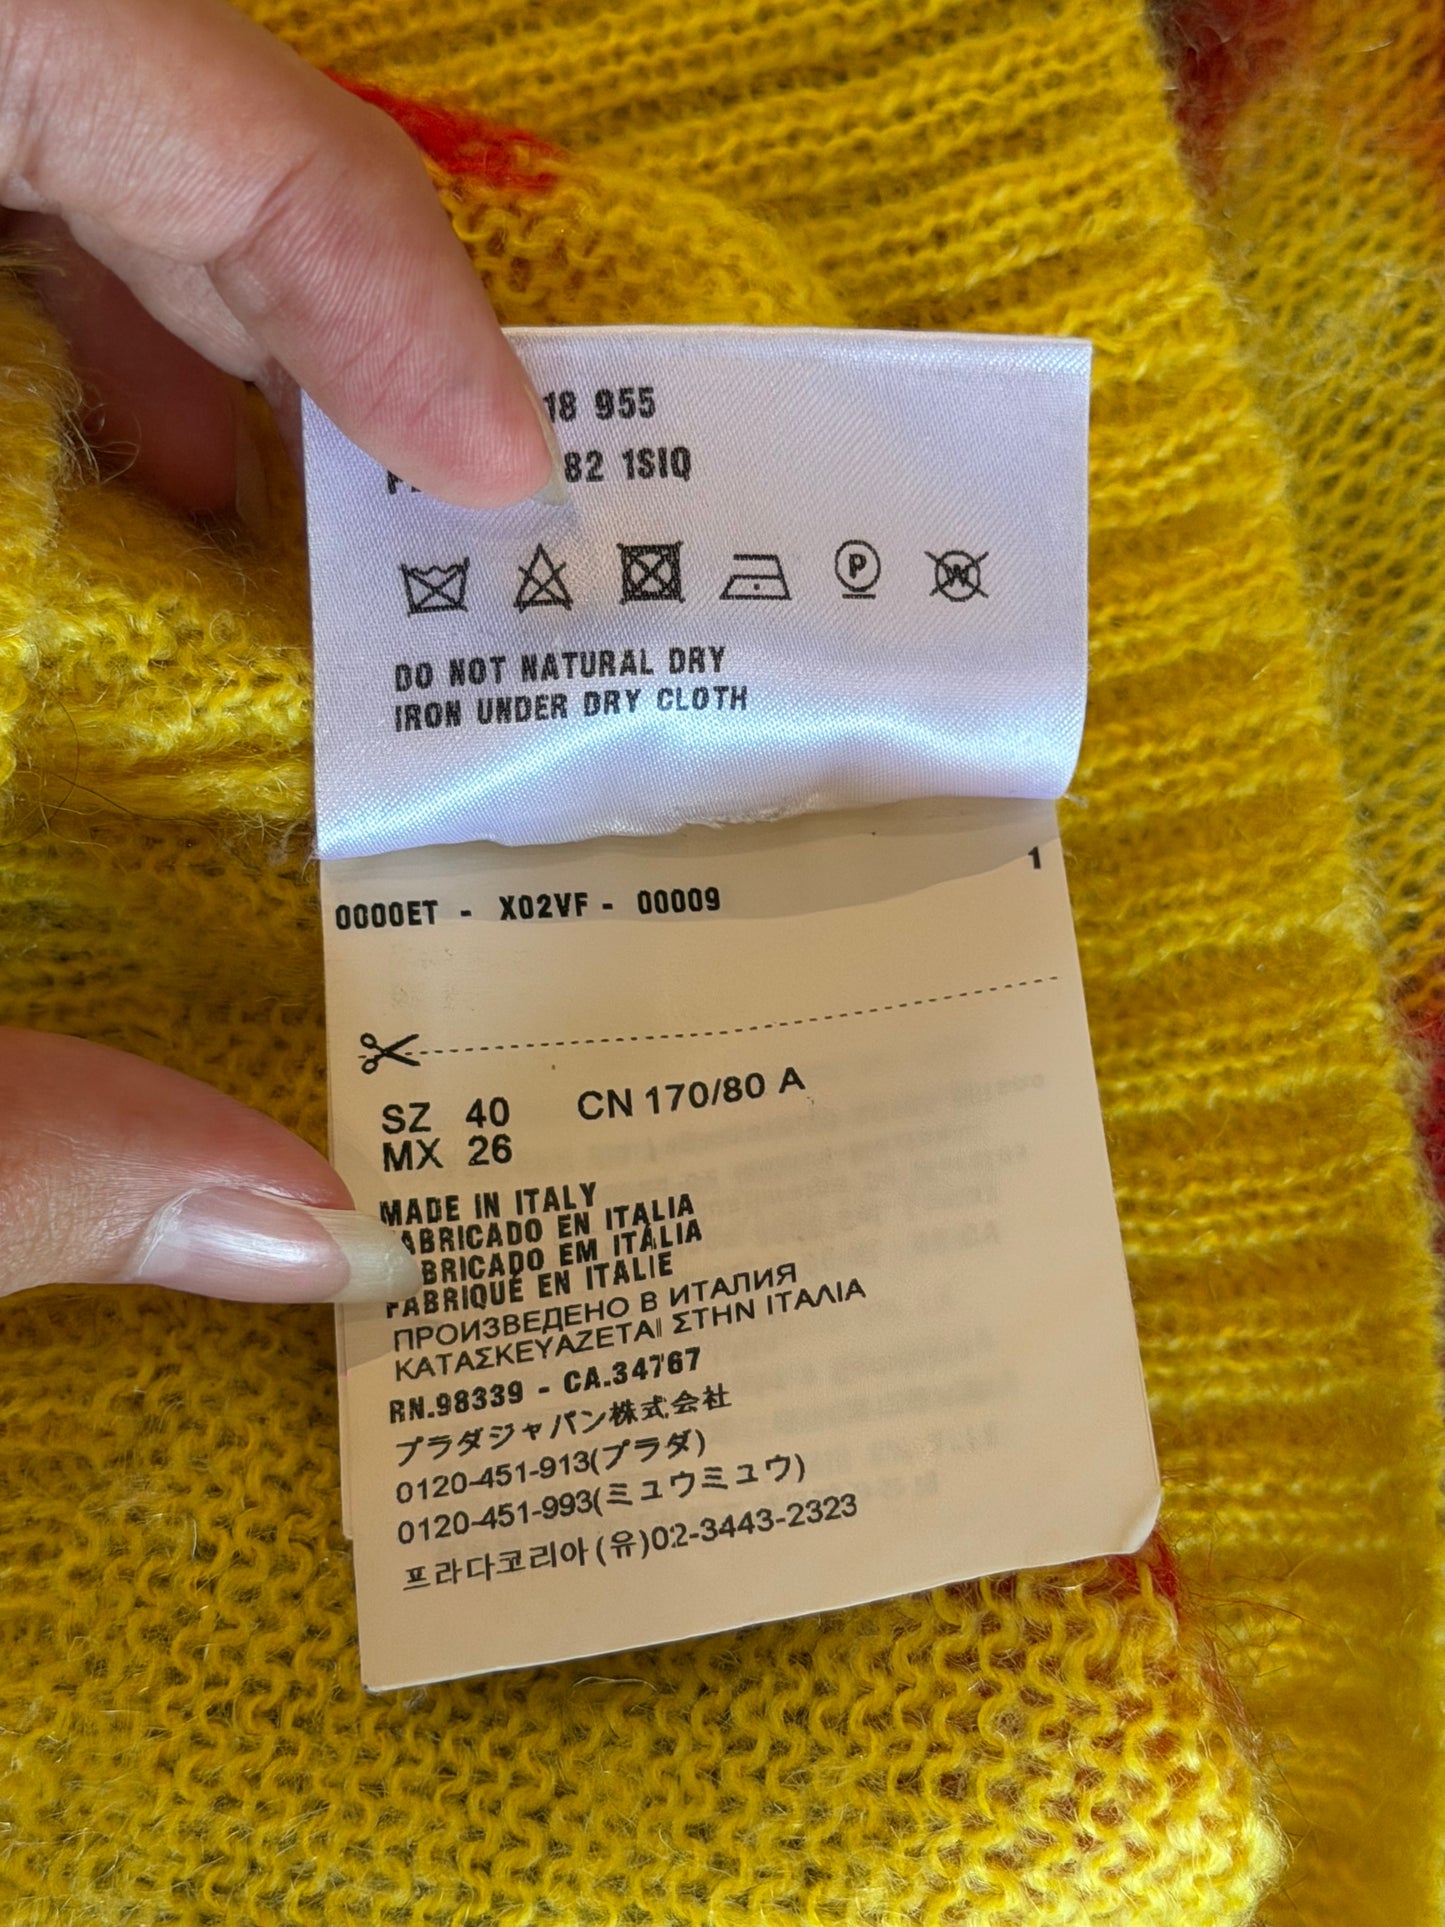 18 955
82 1SIQ
P
W
DO NOT NATURAL DRY
IRON UNDER DRY CLOTH
1
0000ET - X02VF - 00009
SZ 40 CN 170/80 A
MX 26
MADE IN ITALY
FABRICADO EN ITALIA
FABRICADO EM ITÁLIA
FABRIQUÉ EN ITALIE
ПРОИЗВЕДЕНО В ИТАЛИЯ
ΚΑΤΑΣΚΕΥΑΖΕΤΑΙ ΣΤΗΝ ΙΤΑΛΙΑ
RN.98339 - CA.34767
プラダジャパン株式会社
0120-451-913(プラダ)
0120-451-993(ミュウミュウ)
프라다코리아(유)02-3443-2323